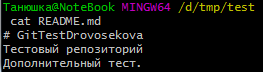 Танюшка@NoteBook MINGW64 /d/tmp/test
cat README.md
# GitTestDrovosekova
Тестовый репозиторий
Дополнительный тест.